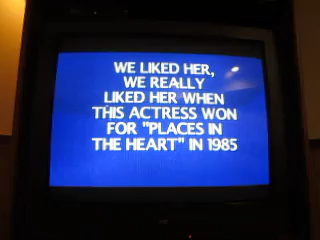 WE LIKED HER,
WE REALLY
LIKED HER WHEN
THIS ACTRESS WON
FOR "PLACES IN
THE HEART" IN 1985